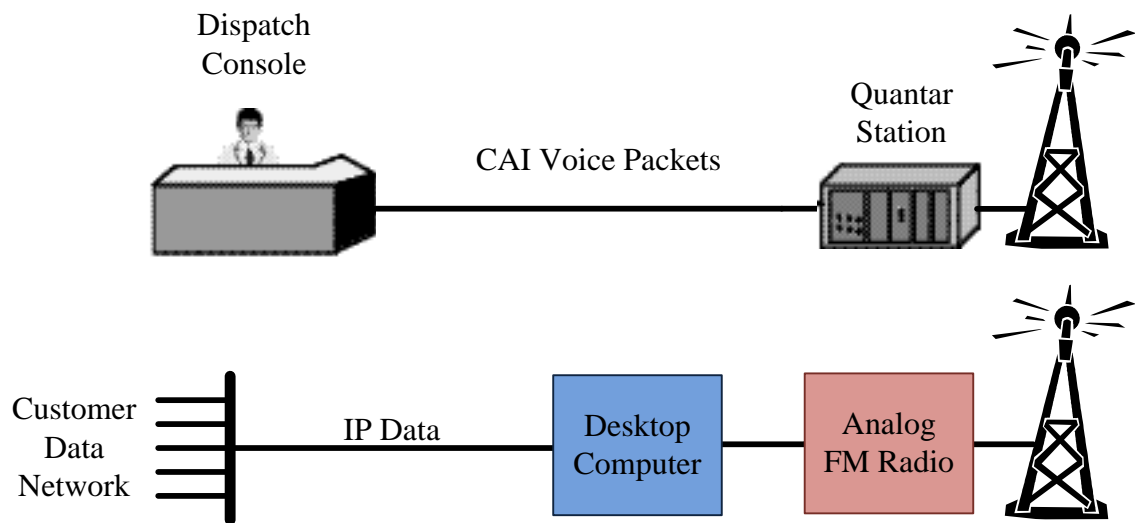 Dispatch
Console
Quantar
Station
CAI Voice Packets
Customer
Data
Network
IP Data
Desktop
Computer
Analog
FM Radio